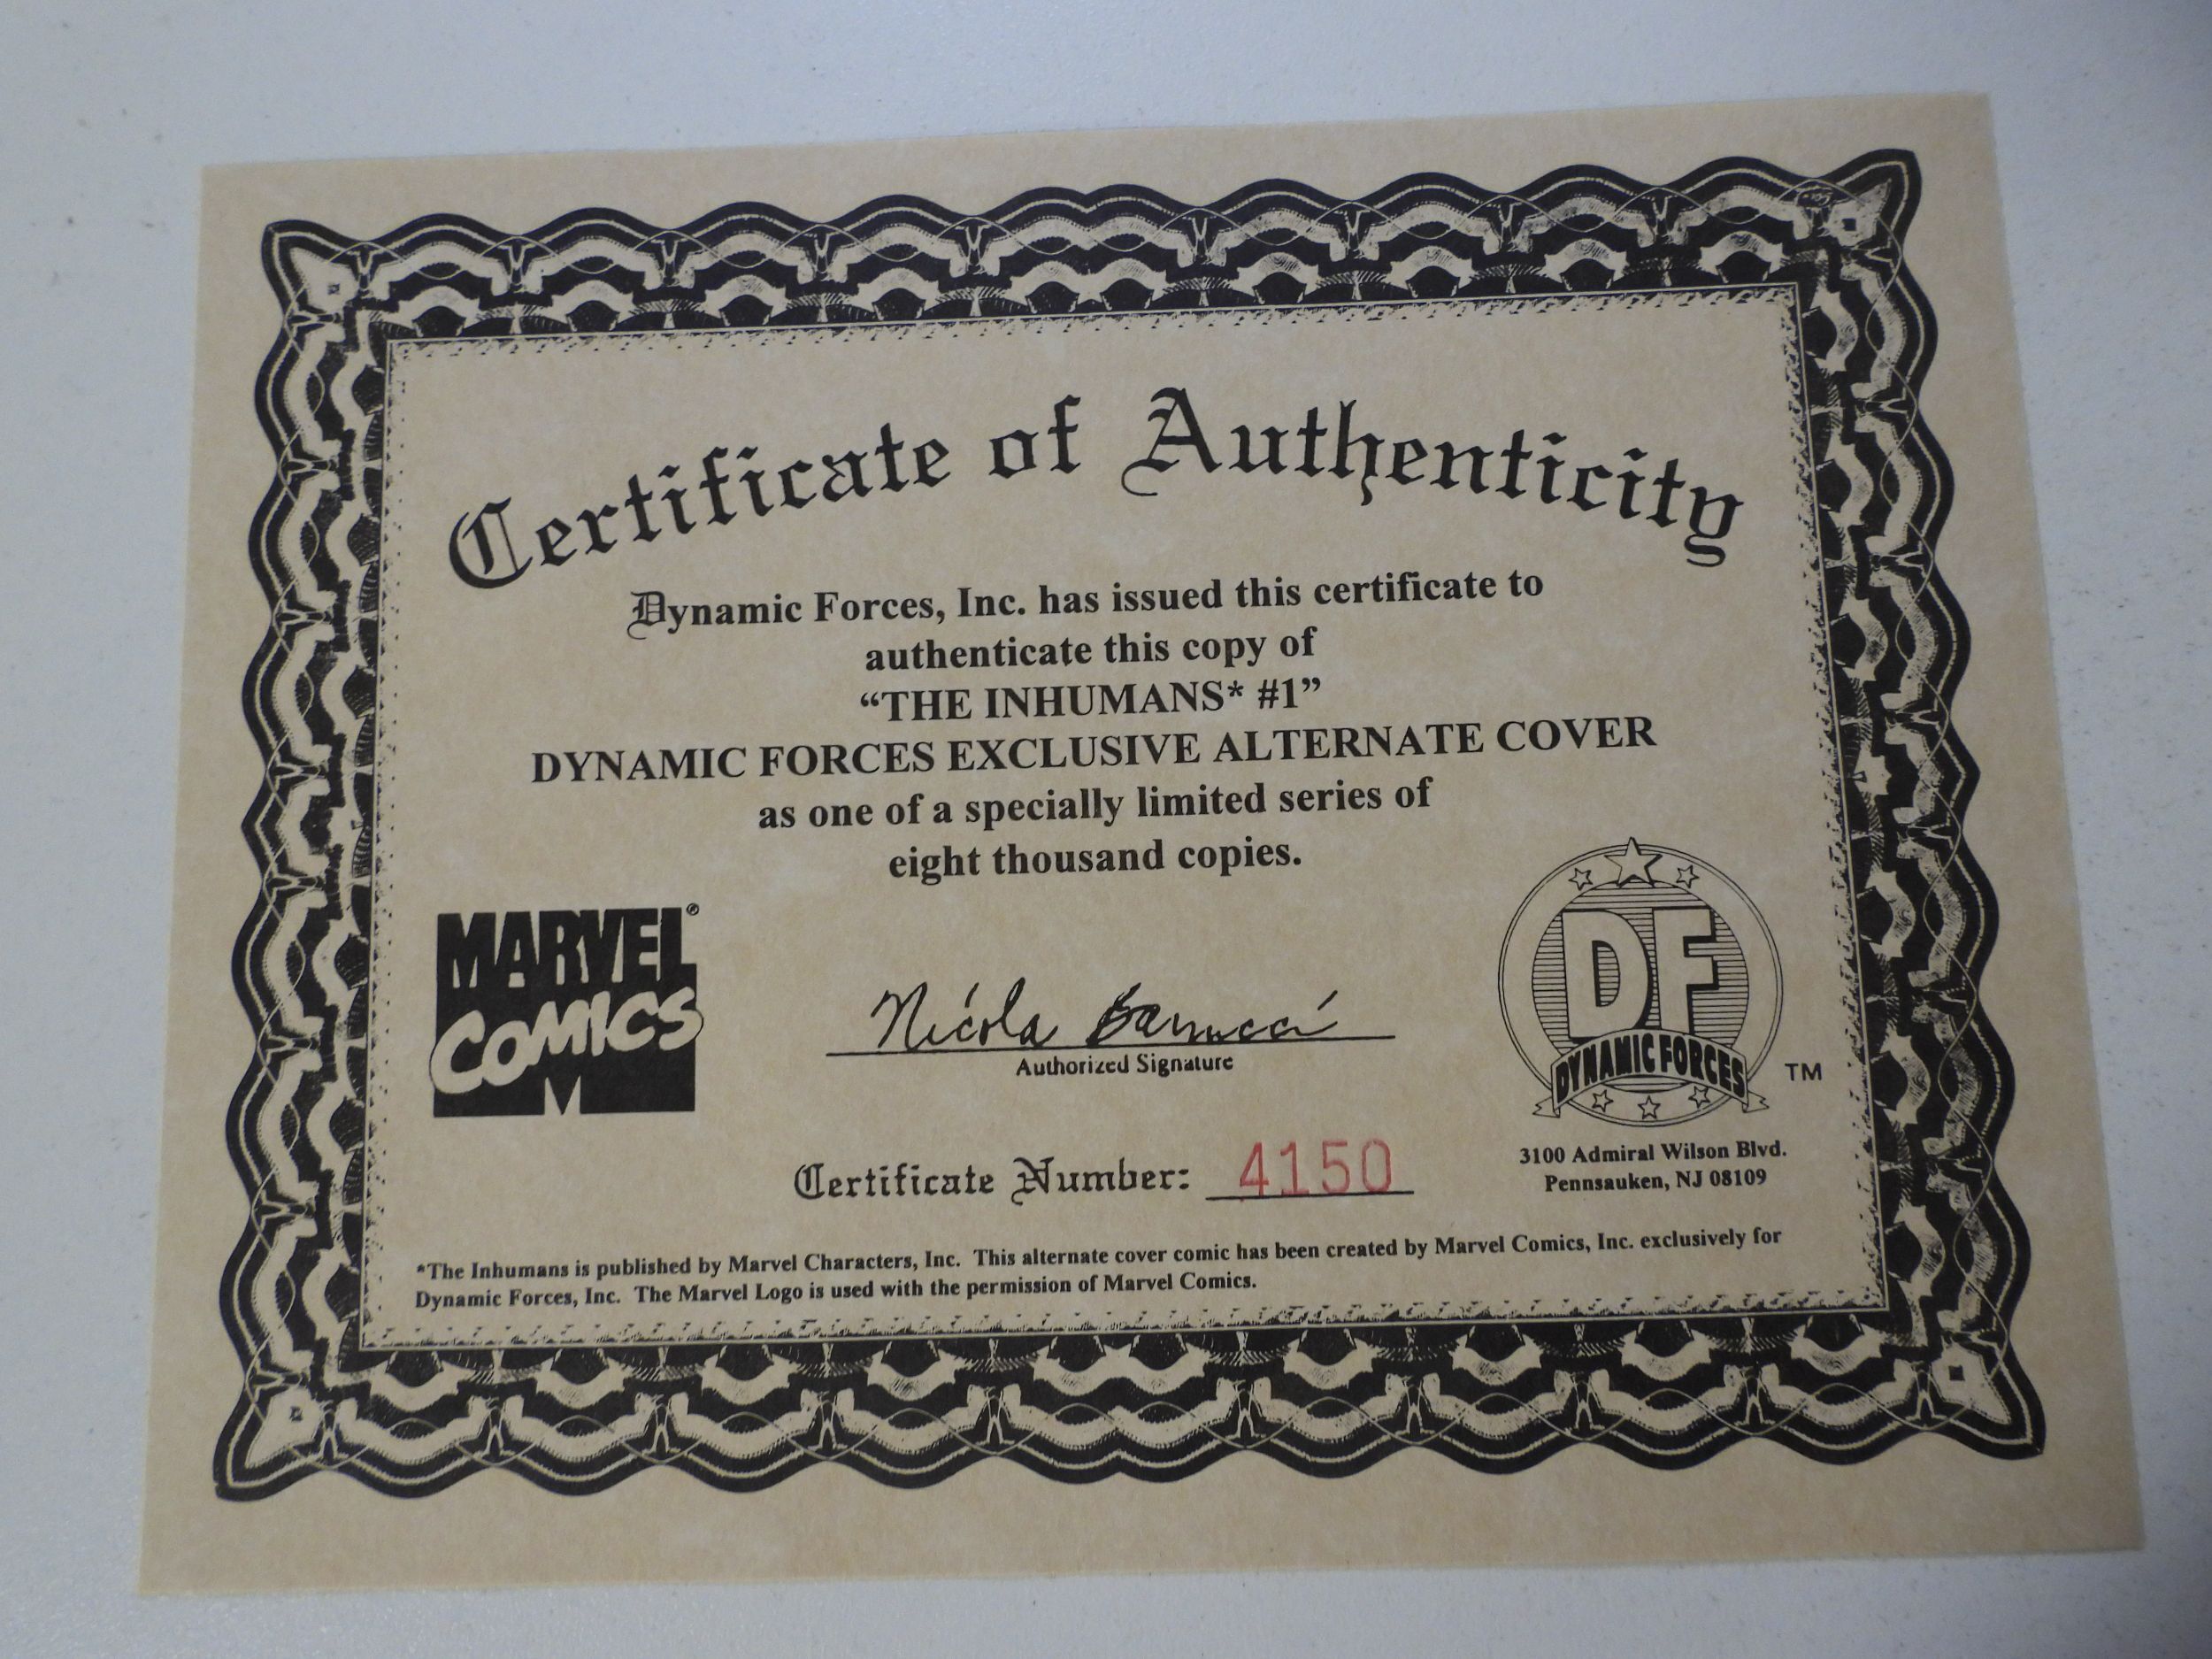 Certificate of Authenticity
Dynamic Forces, Inc. has issued this certificate to
authenticate this copy of
“THE INHUMANS* #1”
DYNAMIC FORCES EXCLUSIVE ALTERNATE COVER
as one of a specially limited series of
eight thousand copies.
MARVEL®
COMICS
Nicola Barrucci
Authorized Signature
DF
DYNAMIC FORCES
TM
Certificate Number: 4150
3100 Admiral Wilson Blvd.
Pennsauken, NJ 08109
*The Inhumans is published by Marvel Characters, Inc. This alternate cover comic has been created by Marvel Comics, Inc. exclusively for
Dynamic Forces, Inc. The Marvel Logo is used with the permission of Marvel Comics.